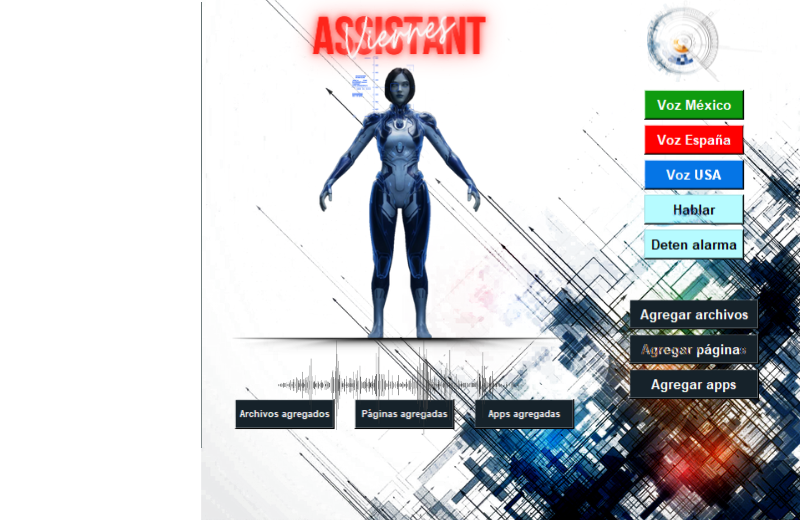 ASSISTANT
Viernes
Voz México
Voz España
Voz USA
Hablar
Deten alarma
Agregar archivos
Agregar páginas
Agregar apps
Archivos agregados
Páginas agregadas
Apps agregadas